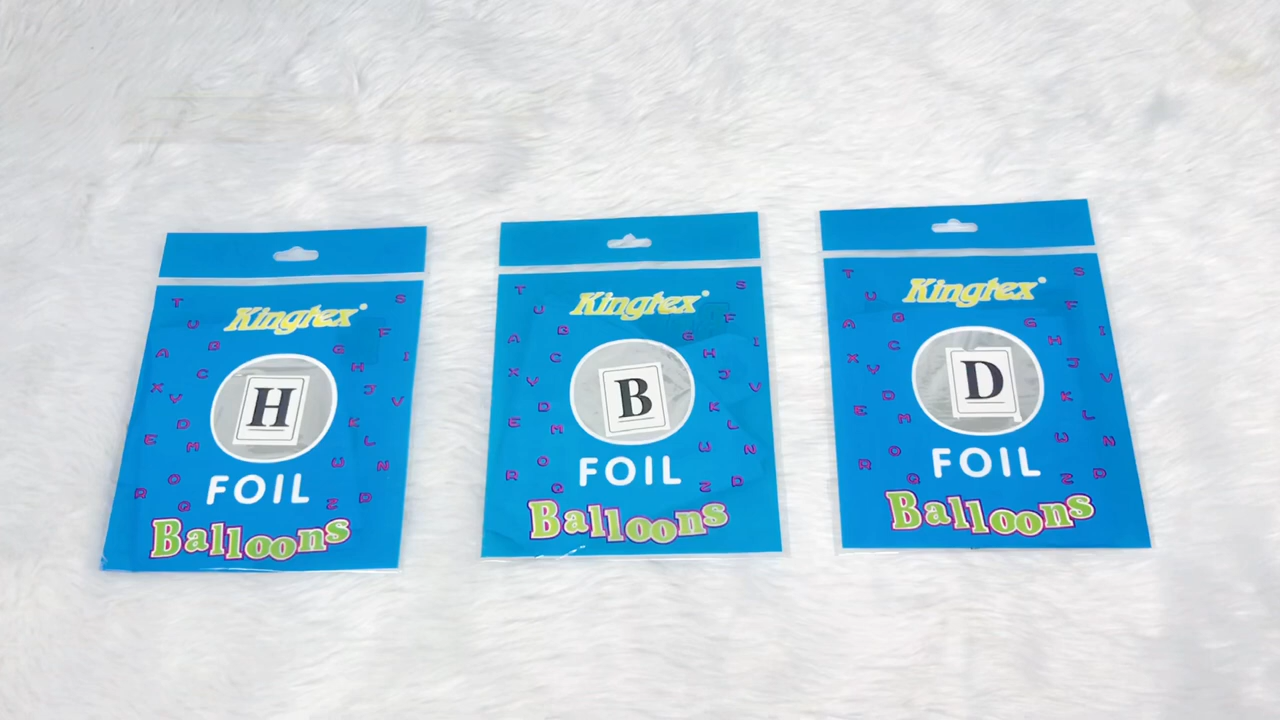 Kingtex
H
FOIL
Balloons
Kingtex
B
FOIL
Balloons
Kingtex
D
FOIL
Balloons